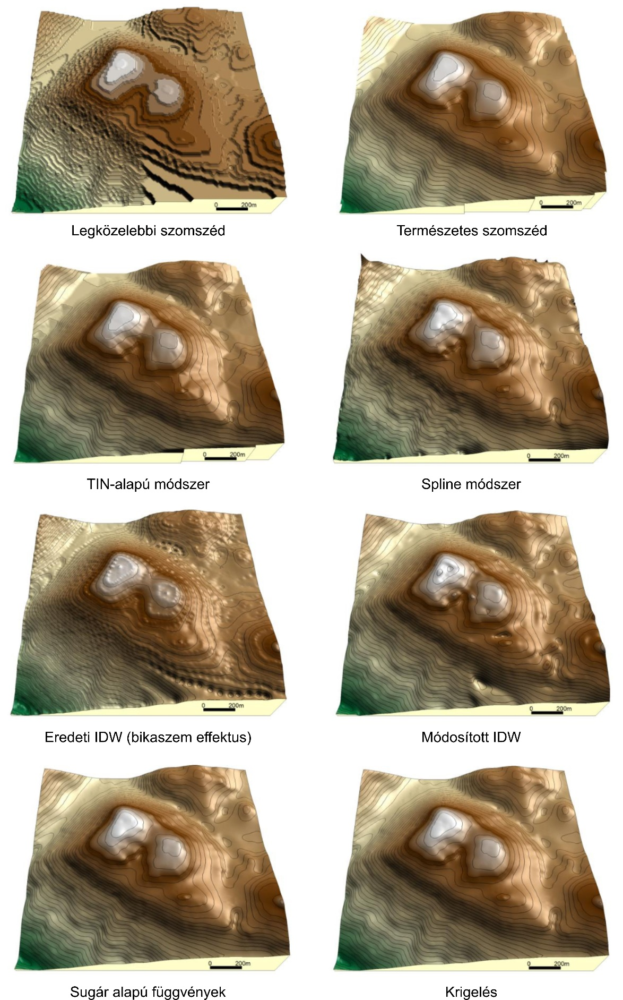 0 200m
0 200m
Legközelebbi szomszéd
Természetes szomszéd
0 200m
0 200m
TIN-alapú módszer
Spline módszer
0 200m
0 200m
Eredeti IDW (bikaszem effektus)
Módosított IDW
0 200m
0 200m
Sugár alapú függvények
Krigelés